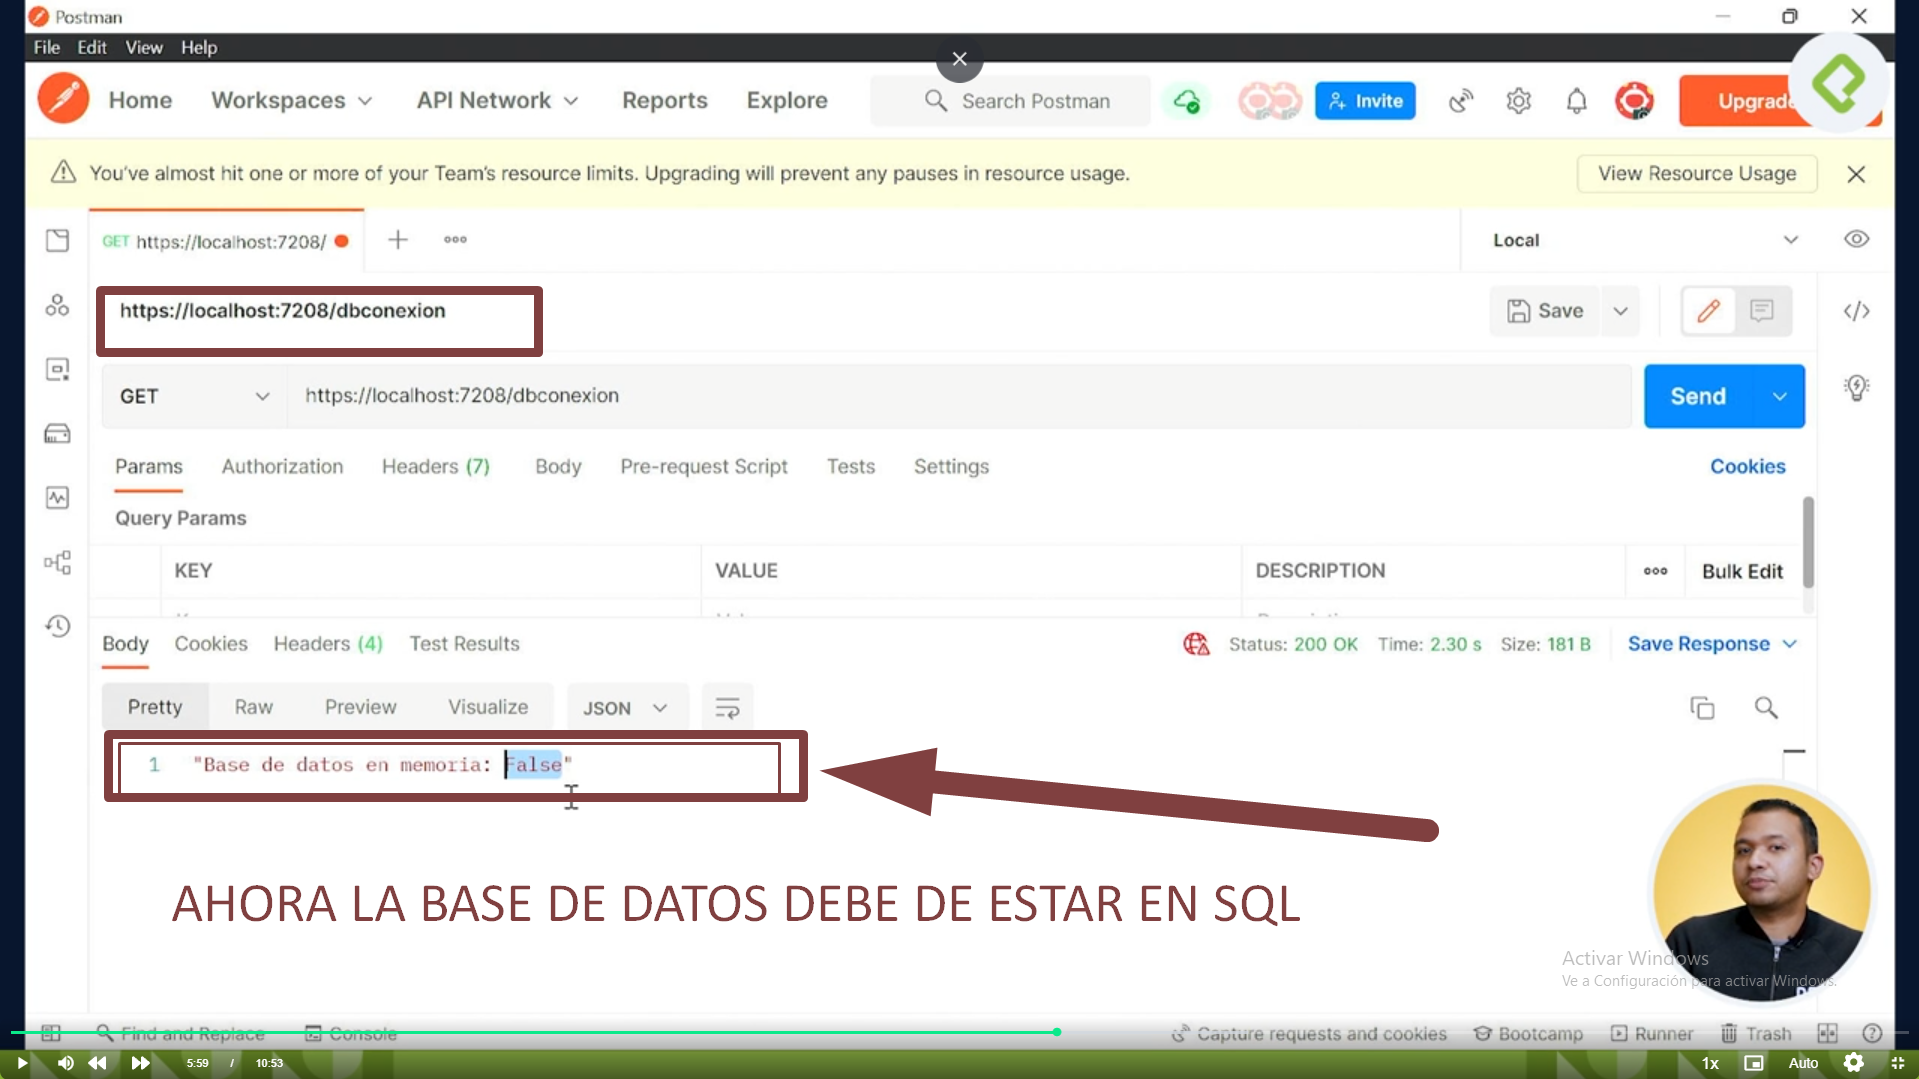 Postman
File Edit View Help
Home Workspaces API Network Reports Explore Search Postman Invite Upgrade
You've almost hit one or more of your Team's resource limits. Upgrading will prevent any pauses in resource usage. View Resource Usage
GET https://localhost:7208/ Local
https://localhost:7208/dbconexion Save
GET https://localhost:7208/dbconexion Send
Params Authorization Headers (7) Body Pre-request Script Tests Settings Cookies
Query Params
KEY VALUE DESCRIPTION Bulk Edit
Body Cookies Headers (4) Test Results Status: 200 OK Time: 2.30 s Size: 181 B Save Response
Pretty Raw Preview Visualize JSON
1 "Base de datos en memoria: False"
AHORA LA BASE DE DATOS DEBE DE ESTAR EN SQL
Activar Windows
Ve a Configuración para activar Windows.
Find and Replace Console Capture requests and cookies Bootcamp Runner Trash
5:59 / 10:53 1x Auto